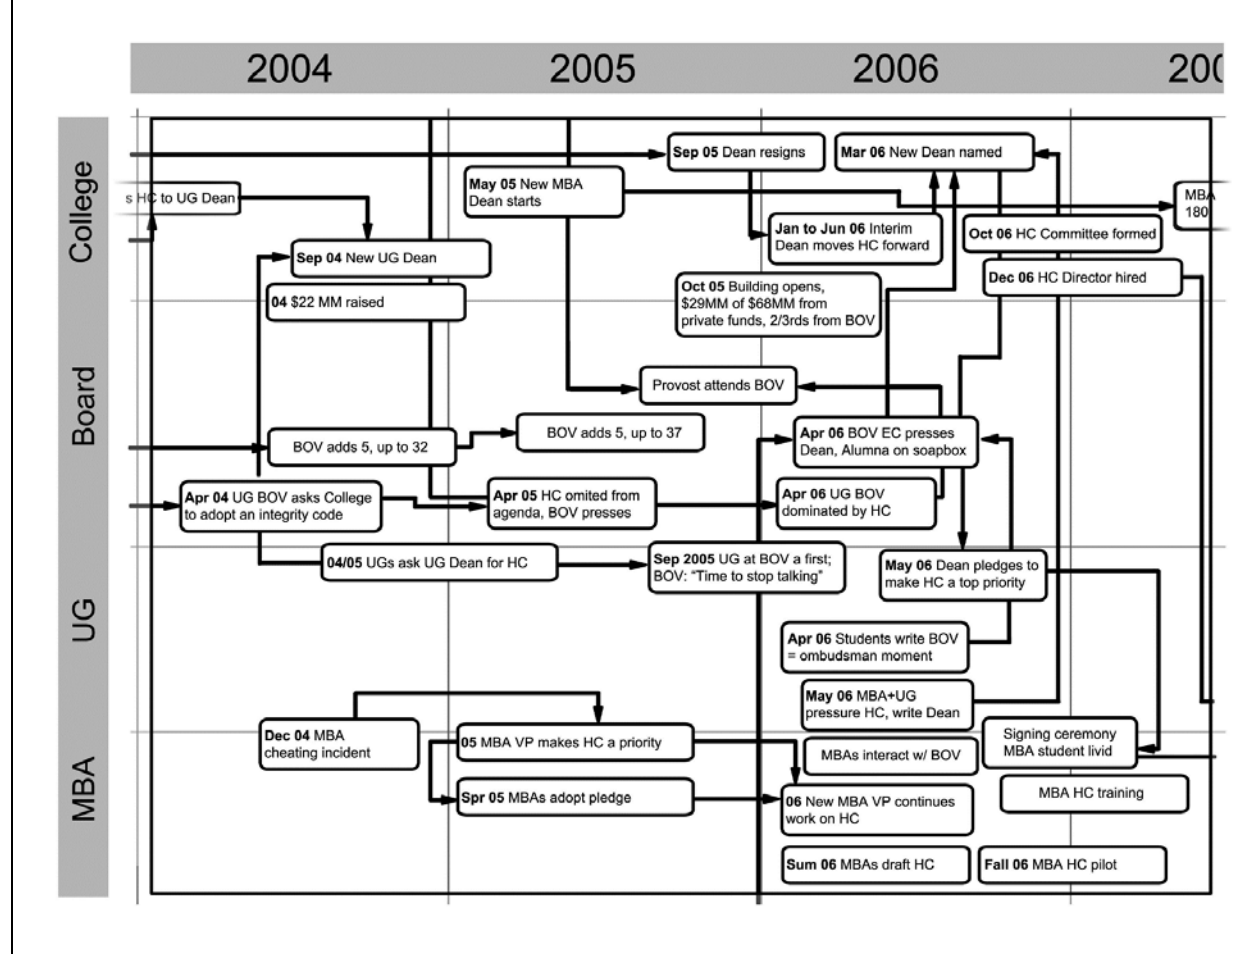 2004
2005
2006
200
College
Board
UG
MBA
Sep 05 Dean resigns
Mar 06 New Dean named
May 05 New MBA
Dean starts
s HC to UG Dean
MBA
180
Jan to Jun 06 Interim
Dean moves HC forward
Oct 06 HC Committee formed
Sep 04 New UG Dean
Dec 06 HC Director hired
04 $22 MM raised
Oct 05 Building opens,
$29MM of $68MM from
private funds, 2/3rds from BOV
Provost attends BOV
BOV adds 5, up to 32
BOV adds 5, up to 37
Apr 06 BOV EC presses
Dean, Alumna on soapbox
Apr 04 UG BOV asks College
to adopt an integrity code
Apr 05 HC omited from
agenda, BOV presses
Apr 06 UG BOV
dominated by HC
04/05 UGs ask UG Dean for HC
Sep 2005 UG at BOV a first;
BOV: “Time to stop talking”
May 06 Dean pledges to
make HC a top priority
Apr 06 Students write BOV
= ombudsman moment
May 06 MBA+UG
pressure HC, write Dean
Dec 04 MBA
cheating incident
05 MBA VP makes HC a priority
MBAs interact w/ BOV
Signing ceremony
MBA student livid
Spr 05 MBAs adopt pledge
06 New MBA VP continues
work on HC
MBA HC training
Sum 06 MBAs draft HC
Fall 06 MBA HC pilot